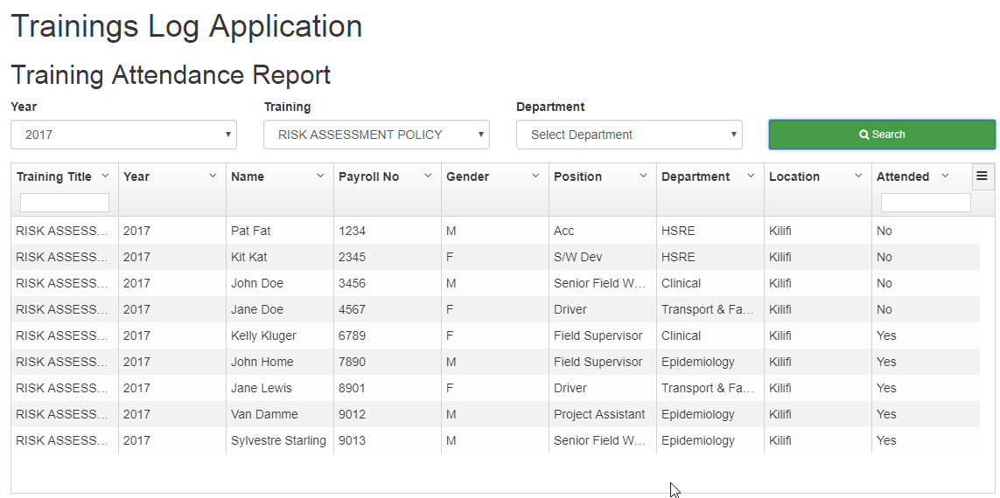 Trainings Log Application
Training Attendance Report
Year Training Department
2017 RISK ASSESSMENT POLICY Select Department Search
Training Title Year Name Payroll No Gender Position Department Location Attended
RISK ASSESS... 2017 Pat Fat 1234 M Acc HSRE Kilifi No
RISK ASSESS... 2017 Kit Kat 2345 F S/W Dev HSRE Kilifi No
RISK ASSESS... 2017 John Doe 3456 M Senior Field W... Clinical Kilifi No
RISK ASSESS... 2017 Jane Doe 4567 F Driver Transport & Fa... Kilifi No
RISK ASSESS... 2017 Kelly Kluger 6789 F Field Supervisor Clinical Kilifi Yes
RISK ASSESS... 2017 John Home 7890 M Field Supervisor Epidemiology Kilifi Yes
RISK ASSESS... 2017 Jane Lewis 8901 F Driver Transport & Fa... Kilifi Yes
RISK ASSESS... 2017 Van Damme 9012 M Project Assistant Epidemiology Kilifi Yes
RISK ASSESS... 2017 Sylvestre Starling 9013 M Senior Field W... Epidemiology Kilifi Yes